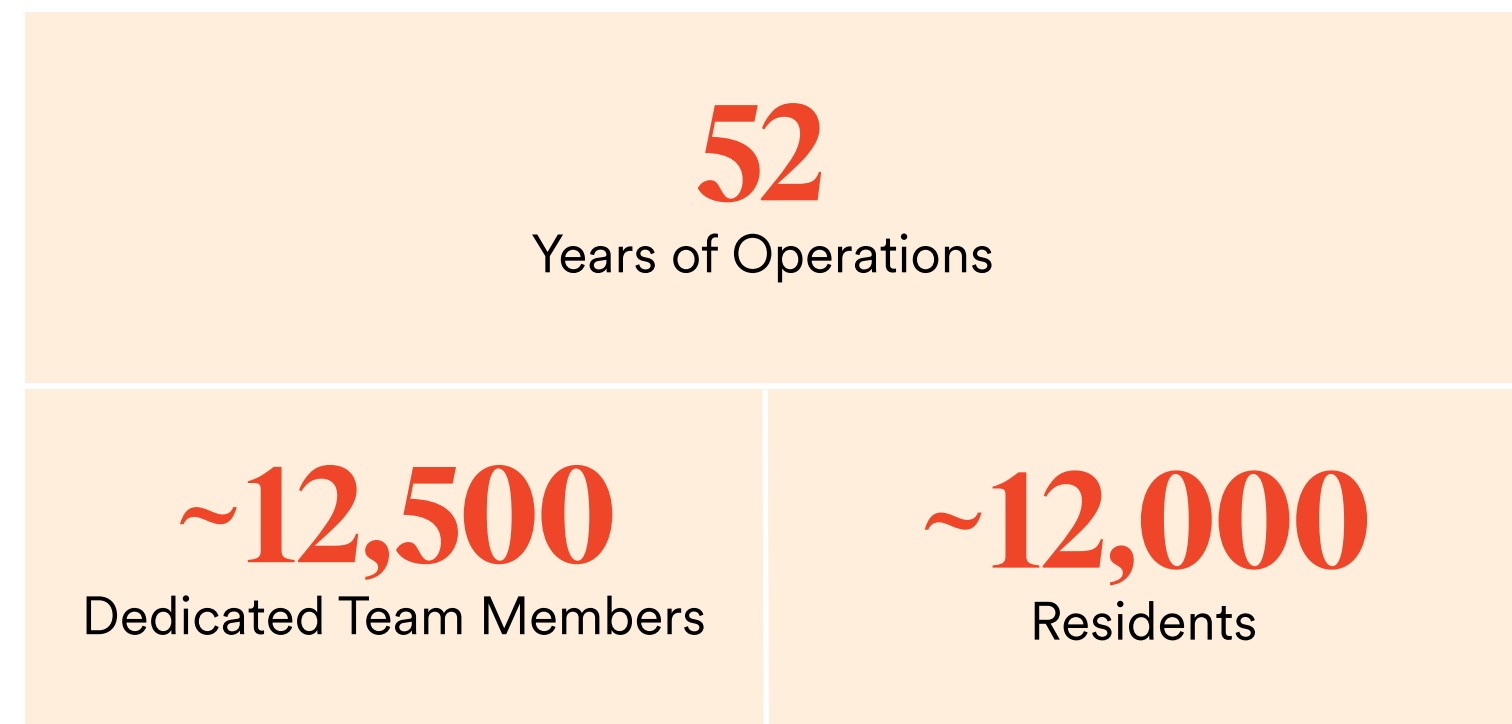 52
Years of Operations
~12,500
Dedicated Team Members
~12,000
Residents